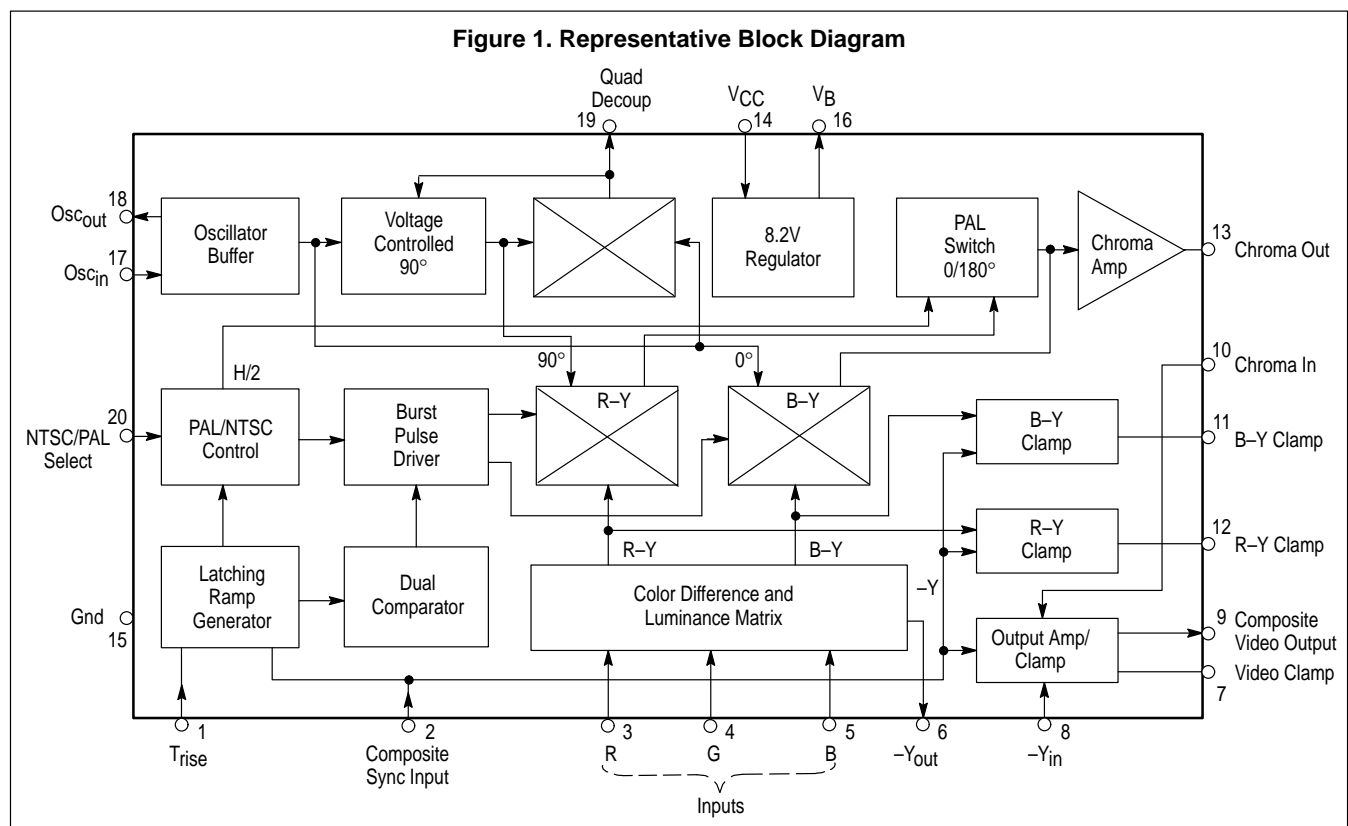 Figure 1. Representative Block Diagram
Quad
Decoup
19
VCC
14
VB
16
18
Oscout
17
Oscin
Oscillator
Buffer
Voltage
Controlled
90°
8.2V
Regulator
PAL
Switch
0/180°
Chroma
Amp
13
Chroma Out
90°
0°
10
Chroma In
H/2
20
NTSC/PAL
Select
PAL/NTSC
Control
Burst
Pulse
Driver
R–Y
B–Y
B–Y
Clamp
11
B–Y Clamp
R–Y
B–Y
R–Y
Clamp
12
R–Y Clamp
Gnd
15
Latching
Ramp
Generator
Dual
Comparator
Color Difference and
Luminance Matrix
–Y
Output Amp/
Clamp
9
Composite
Video Output
Video Clamp
7
1
Trise
2
Composite
Sync Input
3
R
4
G
5
B
6
–Yout
8
–Yin
Inputs